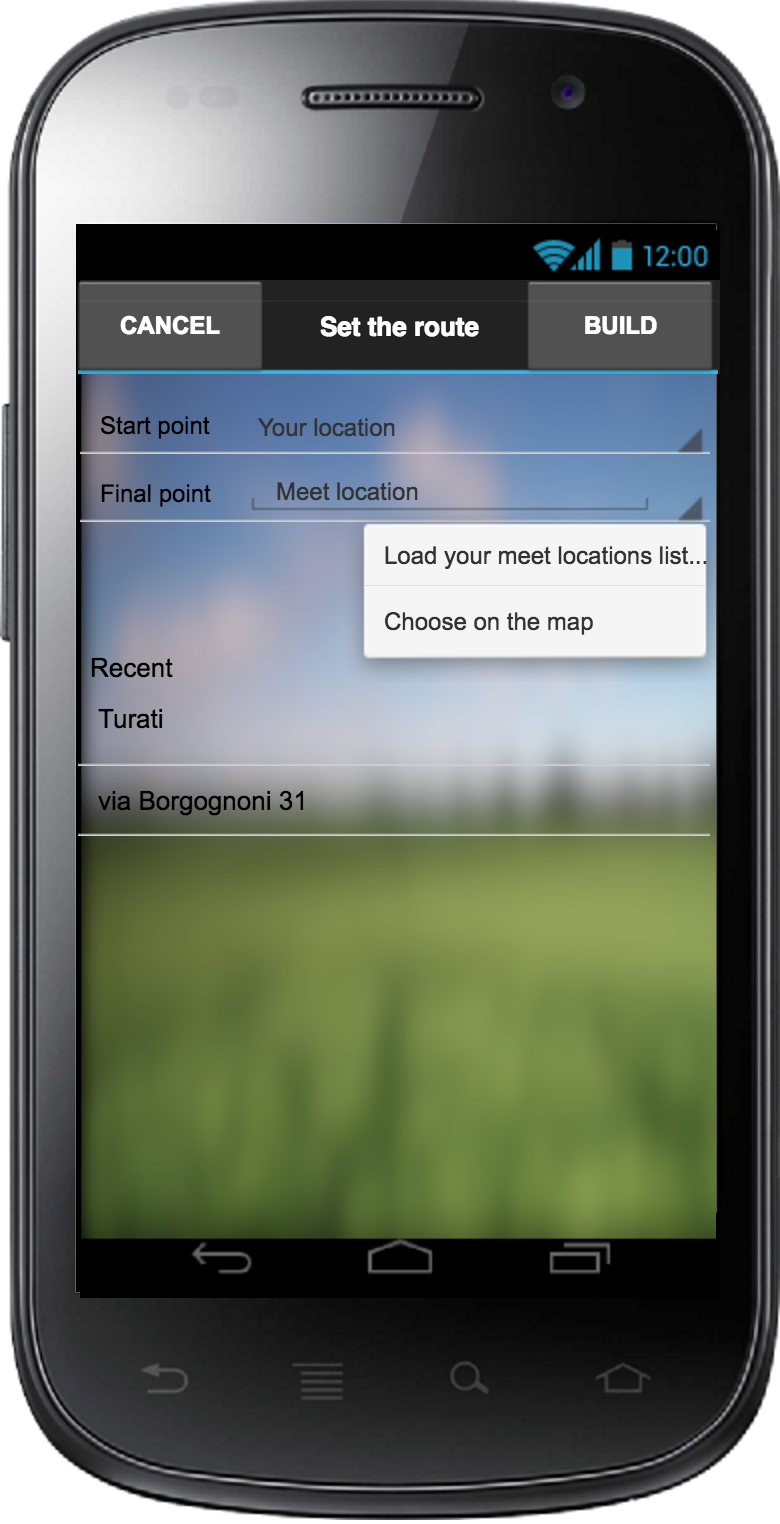 12:00
CANCEL Set the route BUILD
Start point Your location
Final point Meet location
Load your meet locations list...
Choose on the map
Recent
Turati
via Borgognoni 31